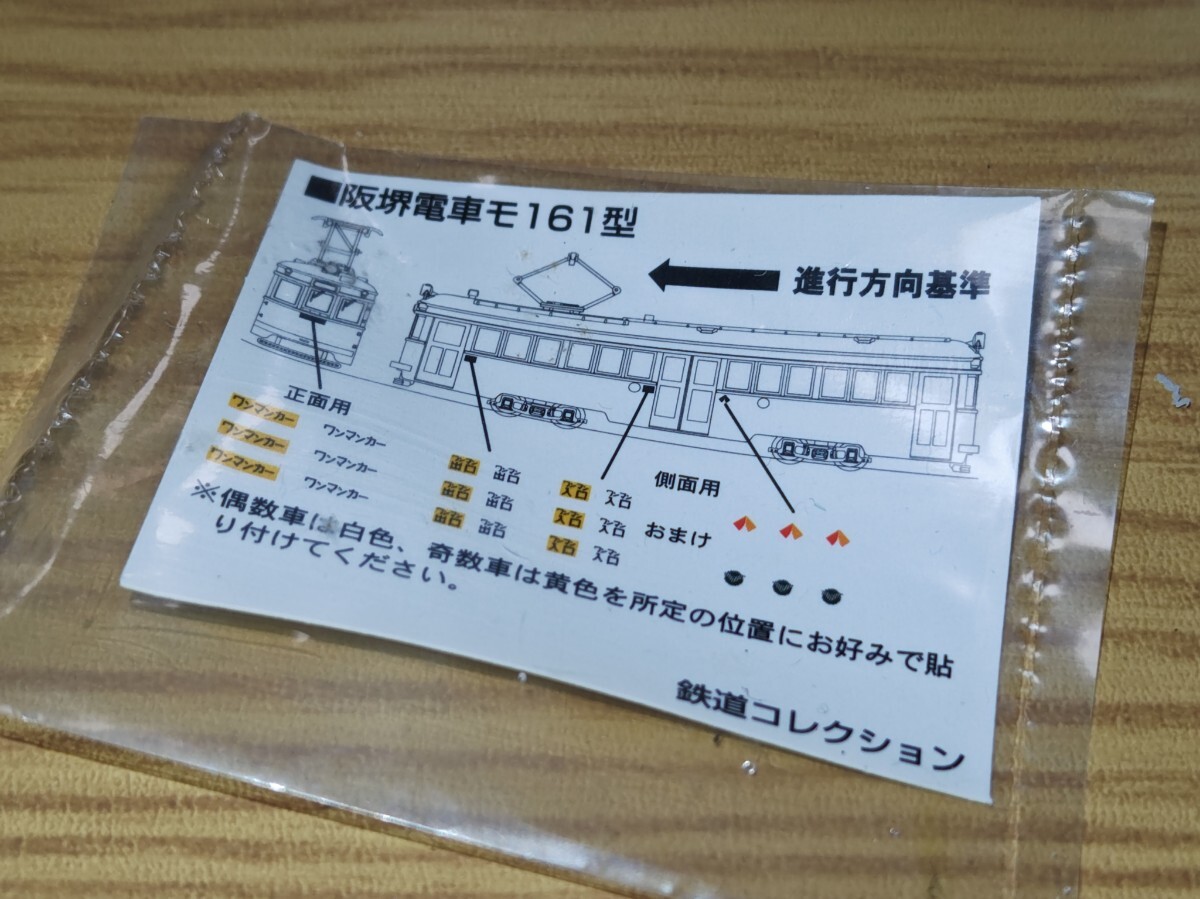 ■阪堺電車モ161型
進行方向基準
正面用
ワンマンカー ワンマンカー
ワンマンカー ワンマンカー
ワンマンカー ワンマンカー
側面用
おまけ
※偶数車は白色、奇数車は黄色を所定の位置にお好みで貼
り付けてください。
鉄道コレクション